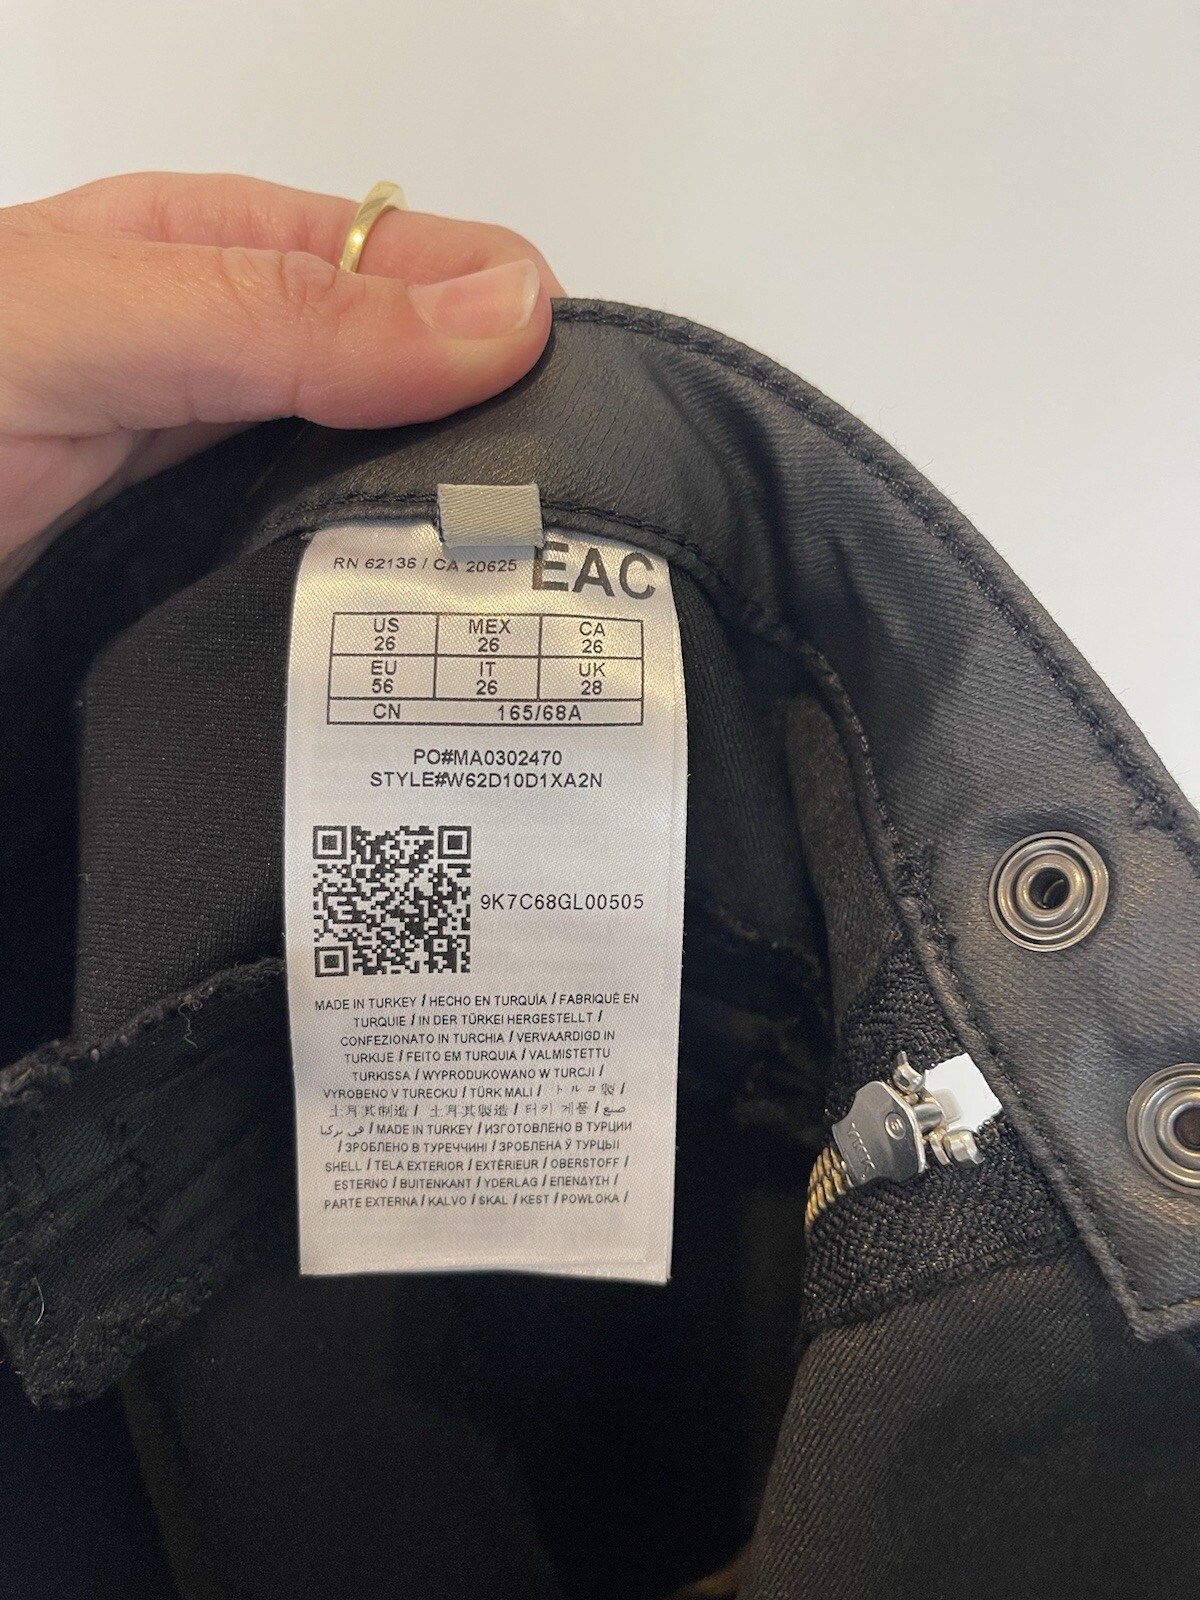 RN 62136 / CA 20625
EAC
US 26 MEX 26 CA 26
EU 56 IT 26 UK 28
CN 165/68A
PO#MA0302470
STYLE#W62D10D1XA2N
9K7C68GL00505
MADE IN TURKEY / HECHO EN TURQUÌA / FABRIQUÉ EN
TURQUIE / IN DER TÜRKEI HERGESTELLT /
CONFEZIONATO IN TURCHIA / VERVAARDIGD IN
TURKIJE / FEITO EM TURQUIA / VALMISTETTU
TURKISSA / WYPRODUKOWANO W TURCJI /
VYROBENO V TURECKU / TÜRK MALI / トルコ製 /
土耳其制造 / 土耳其製造 / 터키 제품 / صنع
في تركيا / MADE IN TURKEY / ИЗГОТОВЛЕНО В ТУРЦИИ
/ ЗРОБЛЕНО В ТУРЕЧЧИНІ / ЗРОБЛЕНА Ў ТУРЦЫІ
SHELL / TELA EXTERIOR / EXTÉRIEUR / OBERSTOFF /
ESTERNO / BUITENKANT / YDERLAG / ΕΠΕΝΔΥΣΗ /
PARTE EXTERNA / KALVO / SKAL / KEST / POWŁOKA /